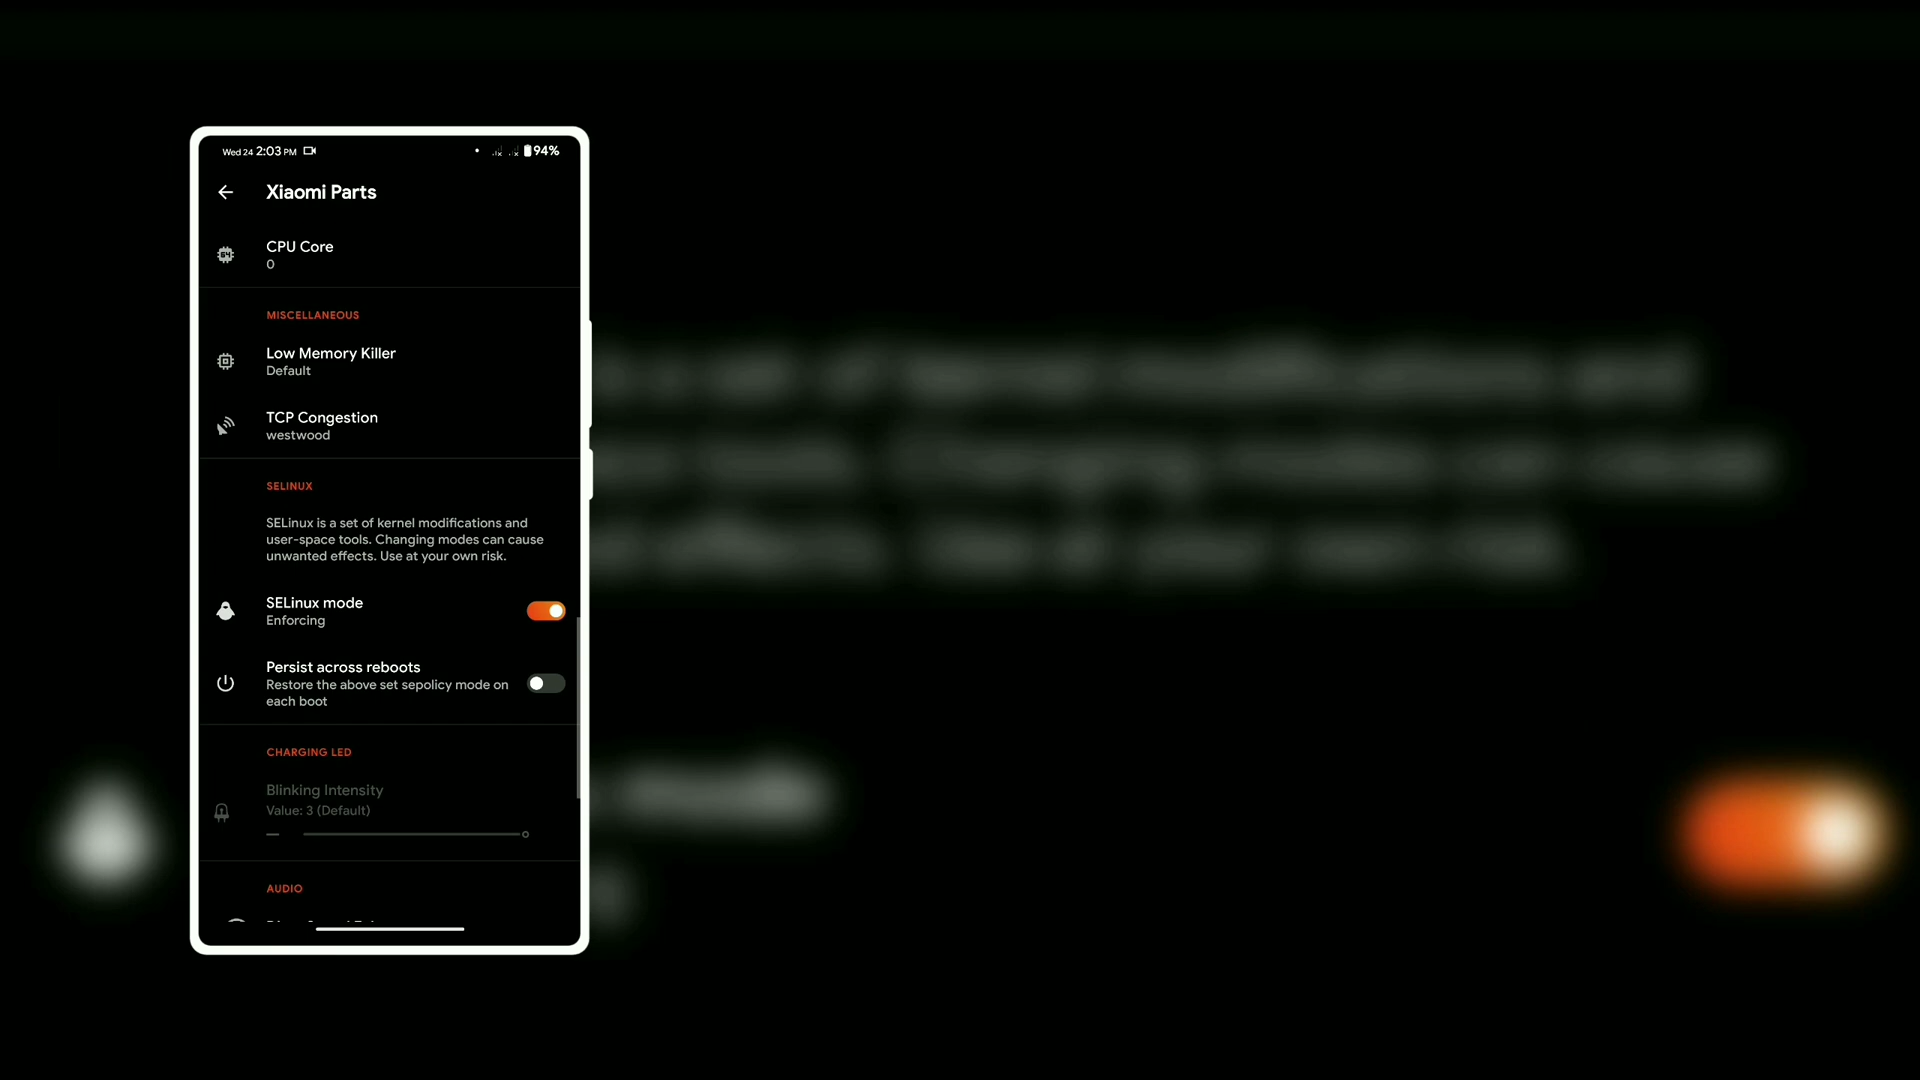 Wed 24 2:03 PM
94%
Xiaomi Parts
CPU Core
0
MISCELLANEOUS
Low Memory Killer
Default
TCP Congestion
westwood
SELINUX
SELinux is a set of kernel modifications and
user-space tools. Changing modes can cause
unwanted effects. Use at your own risk.
SELinux mode
Enforcing
Persist across reboots
Restore the above set sepolicy mode on
each boot
CHARGING LED
Blinking Intensity
Value: 3 (Default)
AUDIO